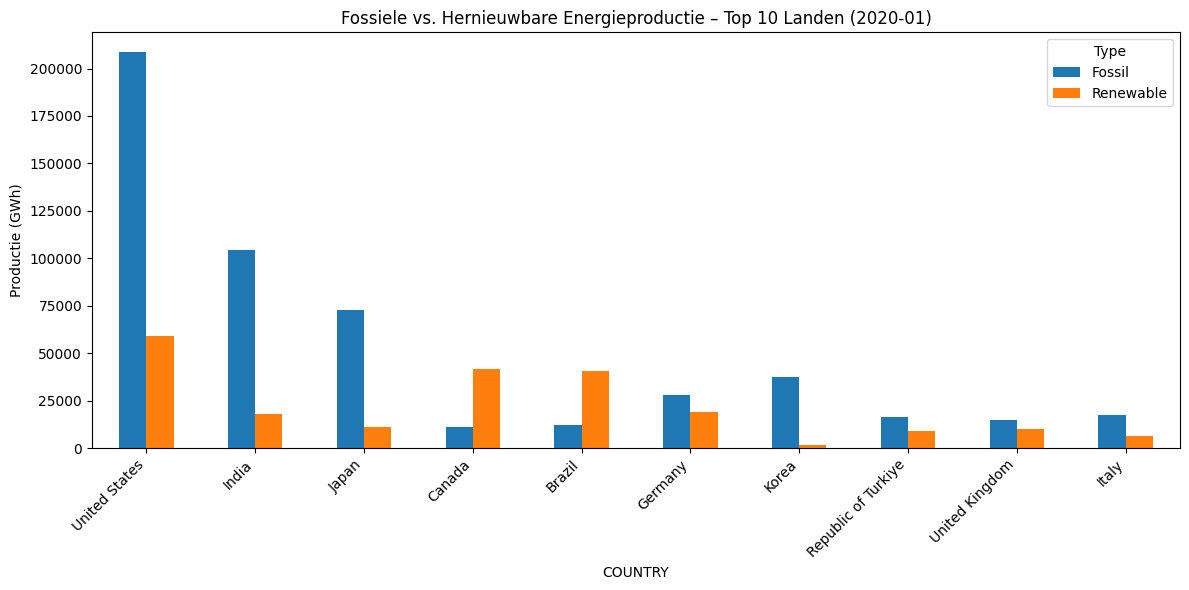 Fossiele vs. Hernieuwbare Energieproductie – Top 10 Landen (2020-01)
Type
Fossil
Renewable
Productie (GWh)
200000
175000
150000
125000
100000
75000
50000
25000
0
United States
India
Japan
Canada
Brazil
Germany
Korea
Republic of Turkiye
United Kingdom
Italy
COUNTRY